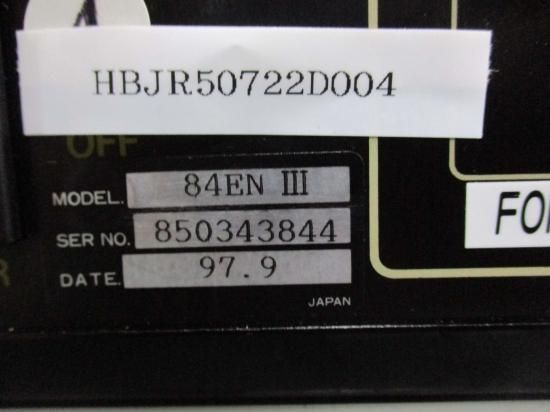 A
HBJR50722D004
OFF
MODEL. 84EN III
SER NO. 850343844
DATE. 97.9
JAPAN